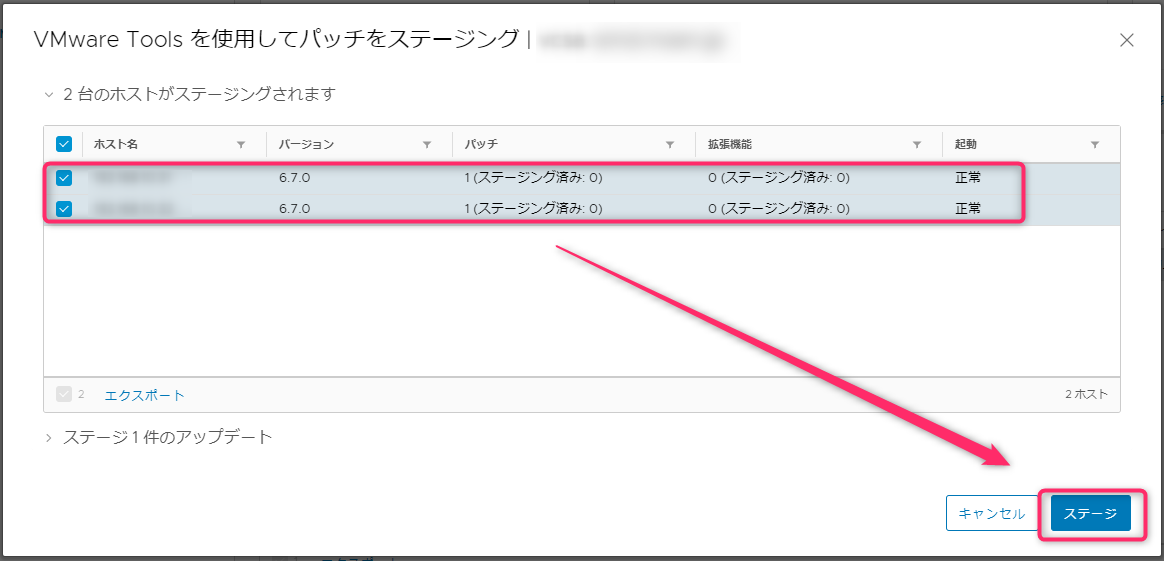 VMware Tools を使用してパッチをステージング |
2 台のホストがステージングされます
ホスト名 バージョン パッチ 拡張機能 起動
6.7.0 1 (ステージング済み: 0) 0 (ステージング済み: 0) 正常
6.7.0 1 (ステージング済み: 0) 0 (ステージング済み: 0) 正常
2 エクスポート 2 ホスト
ステージ 1 件のアップデート
キャンセル ステージ